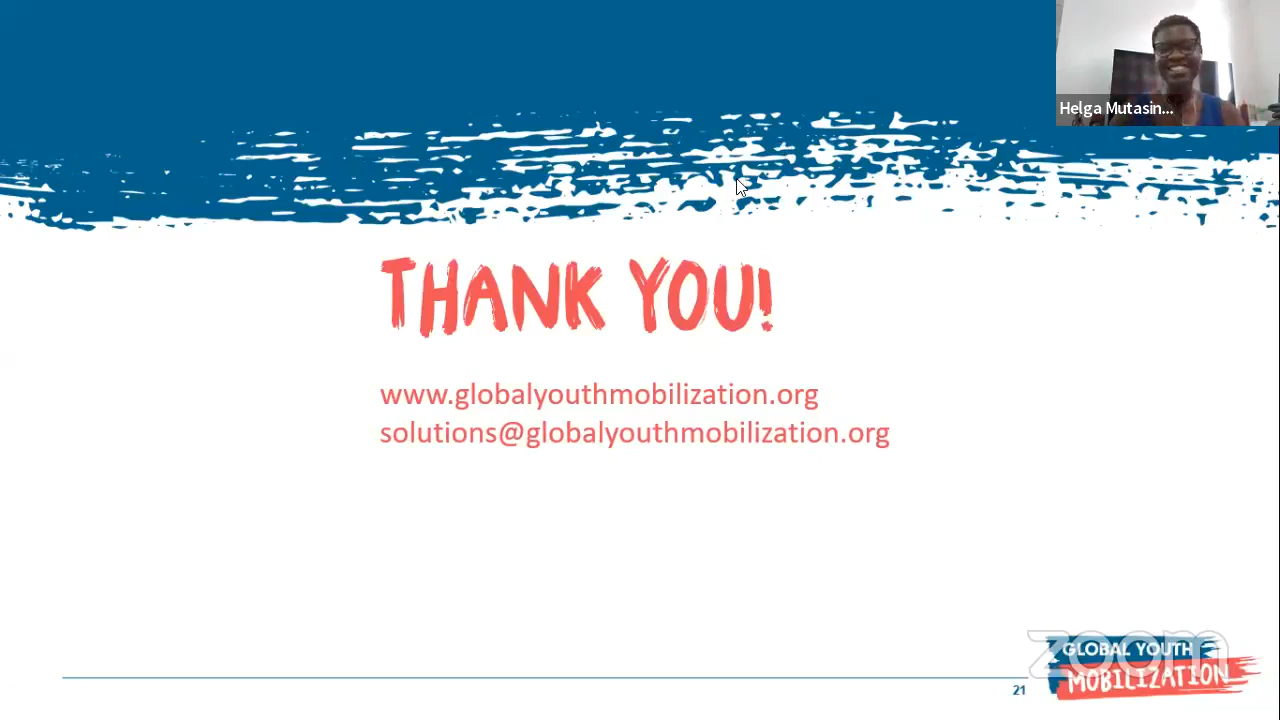 Helga Mutasin...
THANK YOU!
www.globalyouthmobilization.org
solutions@globalyouthmobilization.org
zoom
GLOBAL YOUTH
MOBILIZATION
21